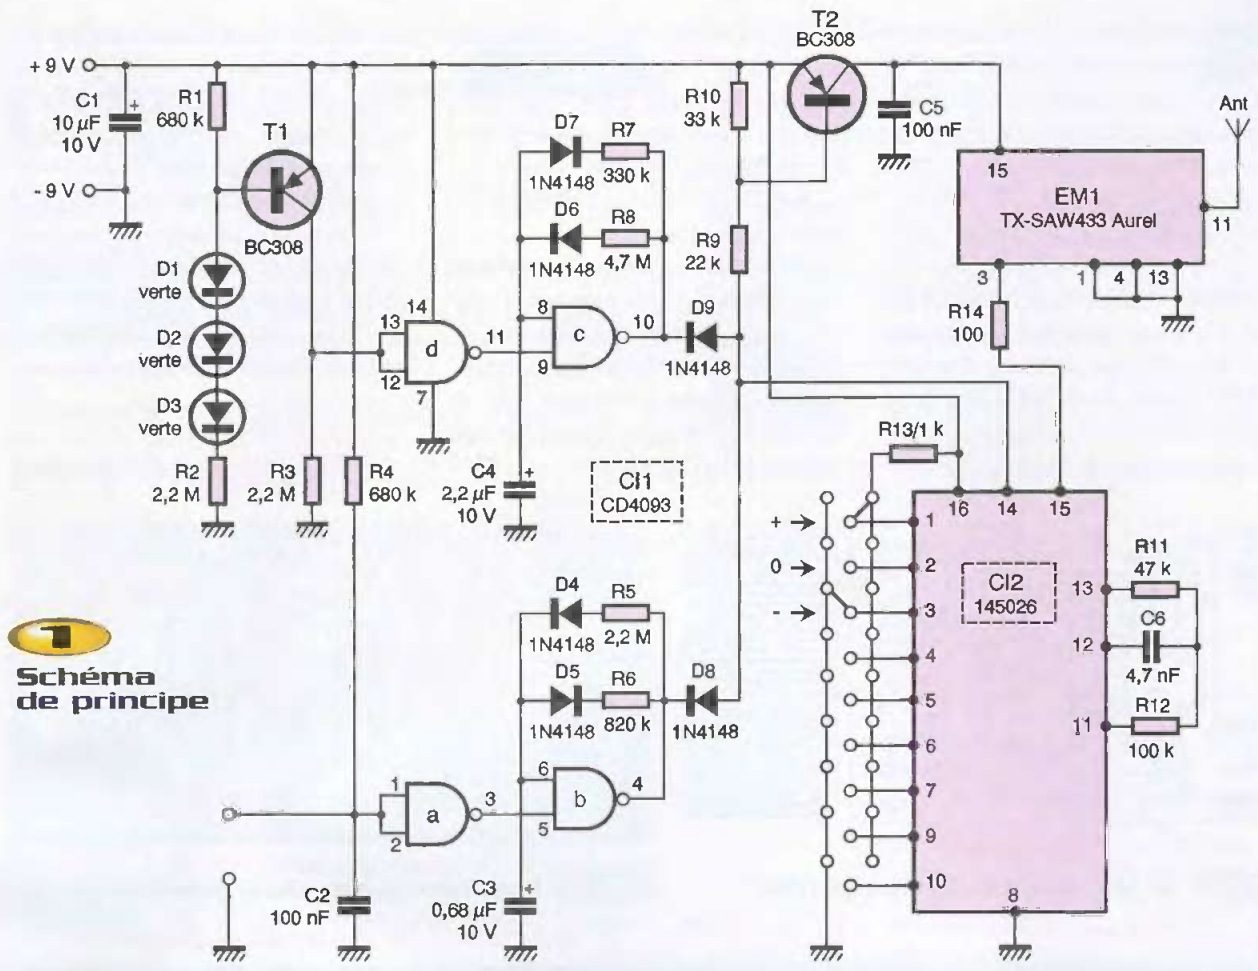 T2
BC308
+9 V
C1
10 µF
10 V
+
R1
680 k
T1
BC308
-9 V
D1
verte
D2
verte
D3
verte
R2
2,2 M
R3
2,2 M
R4
680 k
14
13
d
12
7
11
D7
1N4148
R7
330 k
D6
1N4148
R8
4,7 M
8
c
9
10
D9
1N4148
C4
2,2 µF
10 V
+
CI1
CD4093
R10
33 k
R9
22 k
C5
100 nF
Ant
15
EM1
TX-SAW433 Aurel
11
3
1
4
13
R14
100
R13/1 k
16
14
15
+
0
-
1
2
3
4
5
6
7
9
10
CI2
145026
13
12
11
8
R11
47 k
C6
4,7 nF
R12
100 k
D4
1N4148
R5
2,2 M
D5
1N4148
R6
820 k
D8
1N4148
6
b
5
4
1
a
2
3
C2
100 nF
C3
0,68 µF
10 V
+
1
Schéma
de principe